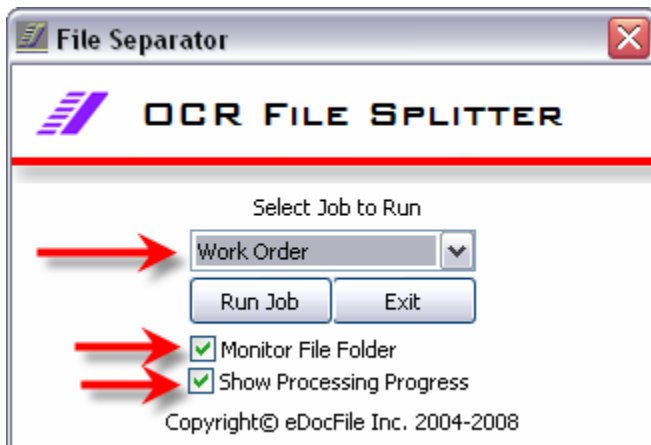 File Separator
OCR FILE SPLITTER
Select Job to Run
Work Order
Run Job Exit
Monitor File Folder
Show Processing Progress
Copyright© eDocFile Inc. 2004-2008